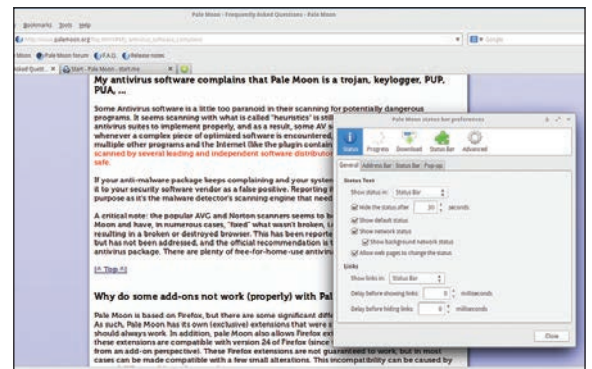 Pale Moon - Frequently Asked Questions - Pale Moon
Bookmarks Tools Help
www.palemoon.org
Google
Moon Pale Moon forum F.A.Q. Release notes
Start - Pale Moon - start.me
My antivirus software complains that Pale Moon is a trojan, keylogger, PUP,
PUA, ...
Some Antivirus software is a little too paranoid in their scanning for potentially dangerous
programs. It seems scanning with what is called "heuristics" is still
antivirus suites to implement properly, and as a result, some AV s
whenever a complex piece of optimized software is encountered,
multiple other programs and the Internet (like the plugin contain
scanned by several leading and independent software distributor
safe.
If your anti-malware package keeps complaining and your system
it to your security software vendor as a false positive. Reporting
purpose as it's the malware detector's scanning engine that need
A critical note: the popular AVG and Norton scanners seem to
Moon and have, in numerous cases, "fixed" what wasn't broken,
resulting in a broken or destroyed browser. This has been reporte
but has not been addressed, and the official recommendation is
antivirus package. There are plenty of free-for-home-use antivir
[^ Top ^]
Why do some add-ons not work (properly) with Pal
Pale Moon is based on Firefox, but there are some significant diffe
As such, Pale Moon has its own (exclusive) extensions that were s
should always work. In addition, pale Moon also allows Firefox ex
these extensions are compatible with version 24 of Firefox (since
from an add-on perspective). These Firefox extensions are not guaranteed to work, but in most
cases can be made compatible with a few small alterations. This incompatibility can be caused by
Pale Moon status bar preferences
Status Progress Download Status Bar Advanced
General Address Bar Status Bar Pop-up
Status Text
Show status in: Status Bar
Hide the status after 30 seconds
Show default status
Show network status
Show background network status
Allow web pages to change the status
Links
Show links in: Status Bar
Delay before showing links: 0 milliseconds
Delay before hiding links: 0 milliseconds
Close